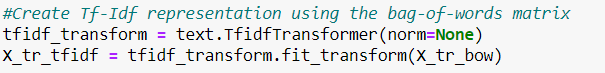 #Create Tf-Idf representation using the bag-of-words matrix
tfidf_transform = text.TfidfTransformer(norm=None)
X_tr_tfidf = tfidf_transform.fit_transform(X_tr_bow)